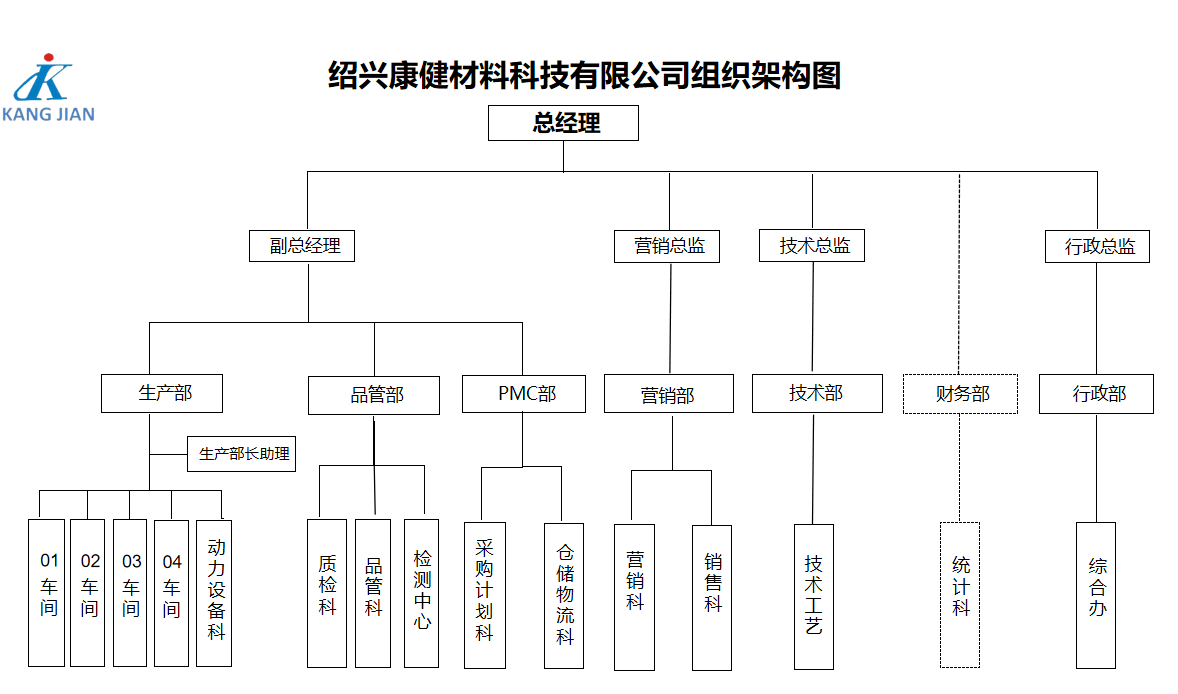 绍兴康健材料科技有限公司组织架构图
KANG JIAN
总经理
副总经理
营销总监
技术总监
行政总监
生产部
品管部
PMC部
营销部
技术部
财务部
行政部
生产部长助理
01车间
02车间
03车间
04车间
动力设备科
质检科
品管科
检测中心
采购计划科
仓储物流科
营销科
销售科
技术工艺
统计科
综合办